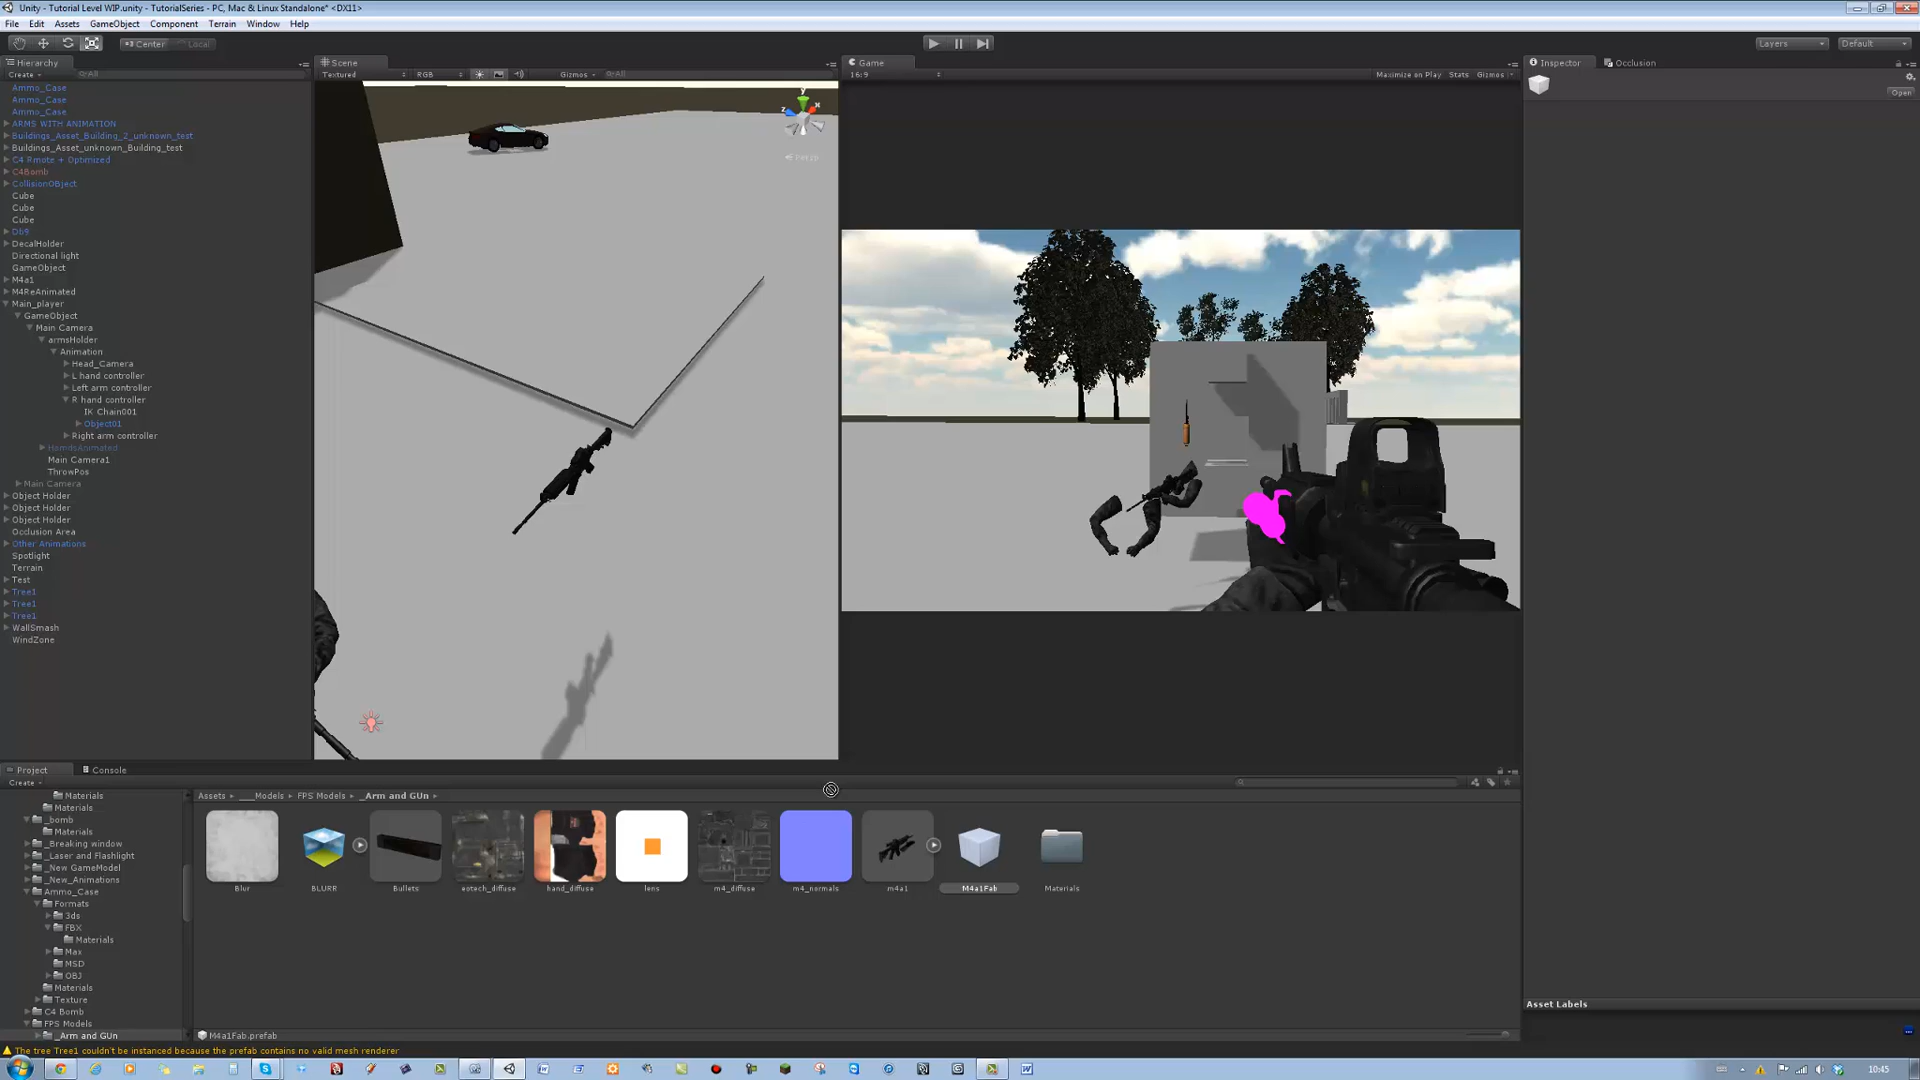 Unity - Tutorial Level WIP.unity - TutorialSeries - PC, Mac & Linux Standalone* <DX11>
File Edit Assets GameObject Component Terrain Window Help
Center Local
Layers
Default
Hierarchy
Create
All
Ammo_Case
Ammo_Case
Ammo_Case
ARMS WITH ANIMATION
Buildings_Asset_Building_2_unknown_test
Buildings_Asset_unknown_Building_test
C4 Rmote + Optimized
C4Bomb
CollisionObject
Cube
Cube
Cube
Db9
DecalHolder
Directional light
GameObject
M4a1
M4ReAnimated
Main_player
GameObject
Main Camera
armsHolder
Animation
Head_Camera
L hand controller
Left arm controller
R hand controller
IK Chain001
Object01
Right arm controller
Main Camera1
ThrowPos
Main Camera
Object Holder
Object Holder
Object Holder
Occlusion Area
Other Animations
Spotlight
Terrain
Test
Tree1
Tree1
Tree1
WallSmash
WindZone
Scene
Textured RGB Gizmos All
y
x
z
Persp
Game
16:9 Maximize on Play Stats Gizmos
Inspector Occlusion
Open
Asset Labels
Project Console
Create
Materials
Materials
_bomb
Materials
_Breaking window
_Laser and Flashlight
_New GameModel
_New_Animations
Ammo_Case
Formats
3ds
FBX
Materials
Max
MSD
OBJ
Materials
Texture
C4 Bomb
FPS Models
_Arm and GUn
Assets ___Models FPS Models _Arm and GUn
Blur
BLURR
Bullets
eotech_diffuse
hand_diffuse
lens
m4_diffuse
m4_normals
m4a1
M4a1Fab
Materials
M4a1Fab.prefab
The tree Tree1 couldn't be instanced because the prefab contains no valid mesh renderer
10:45